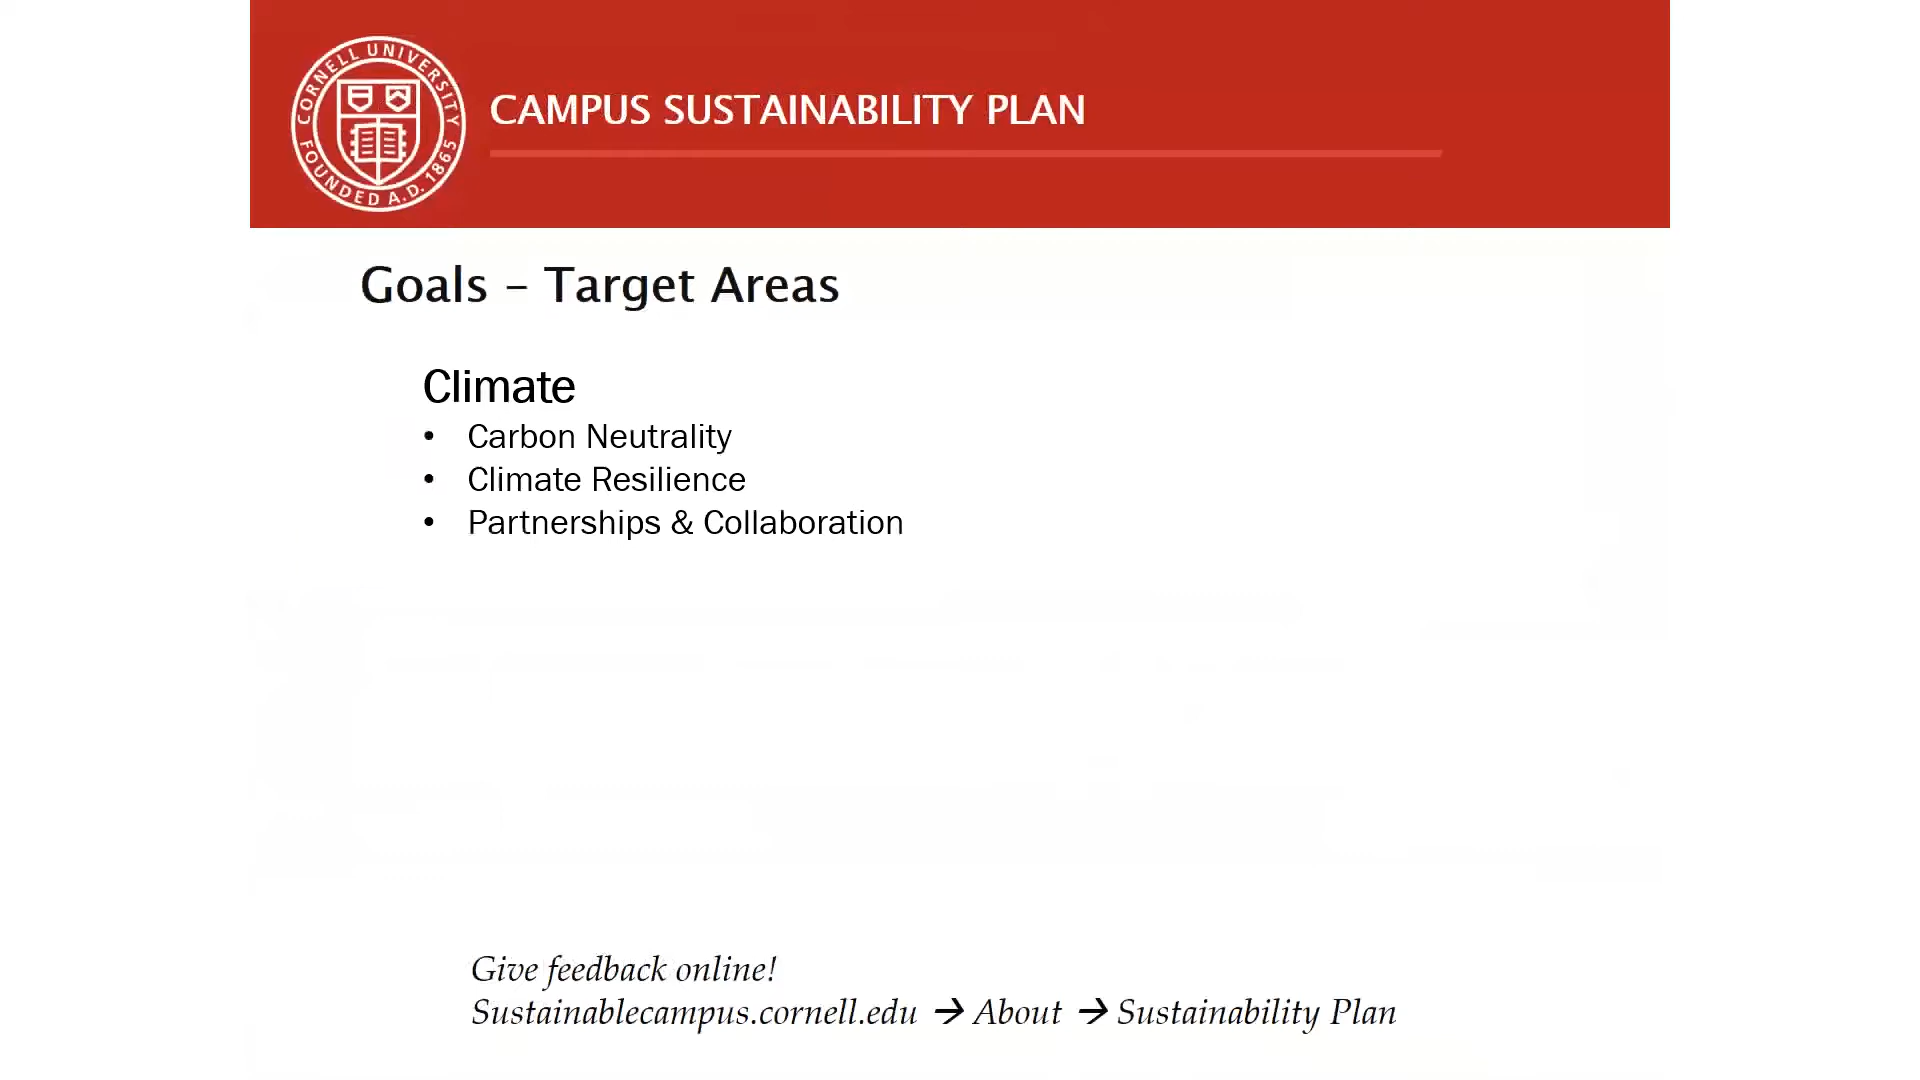 CORNELL UNIVERSITY
FOUNDED A.D. 1865
CAMPUS SUSTAINABILITY PLAN
Goals – Target Areas
Climate
• Carbon Neutrality
• Climate Resilience
• Partnerships & Collaboration
Give feedback online!
Sustainablecampus.cornell.edu → About → Sustainability Plan